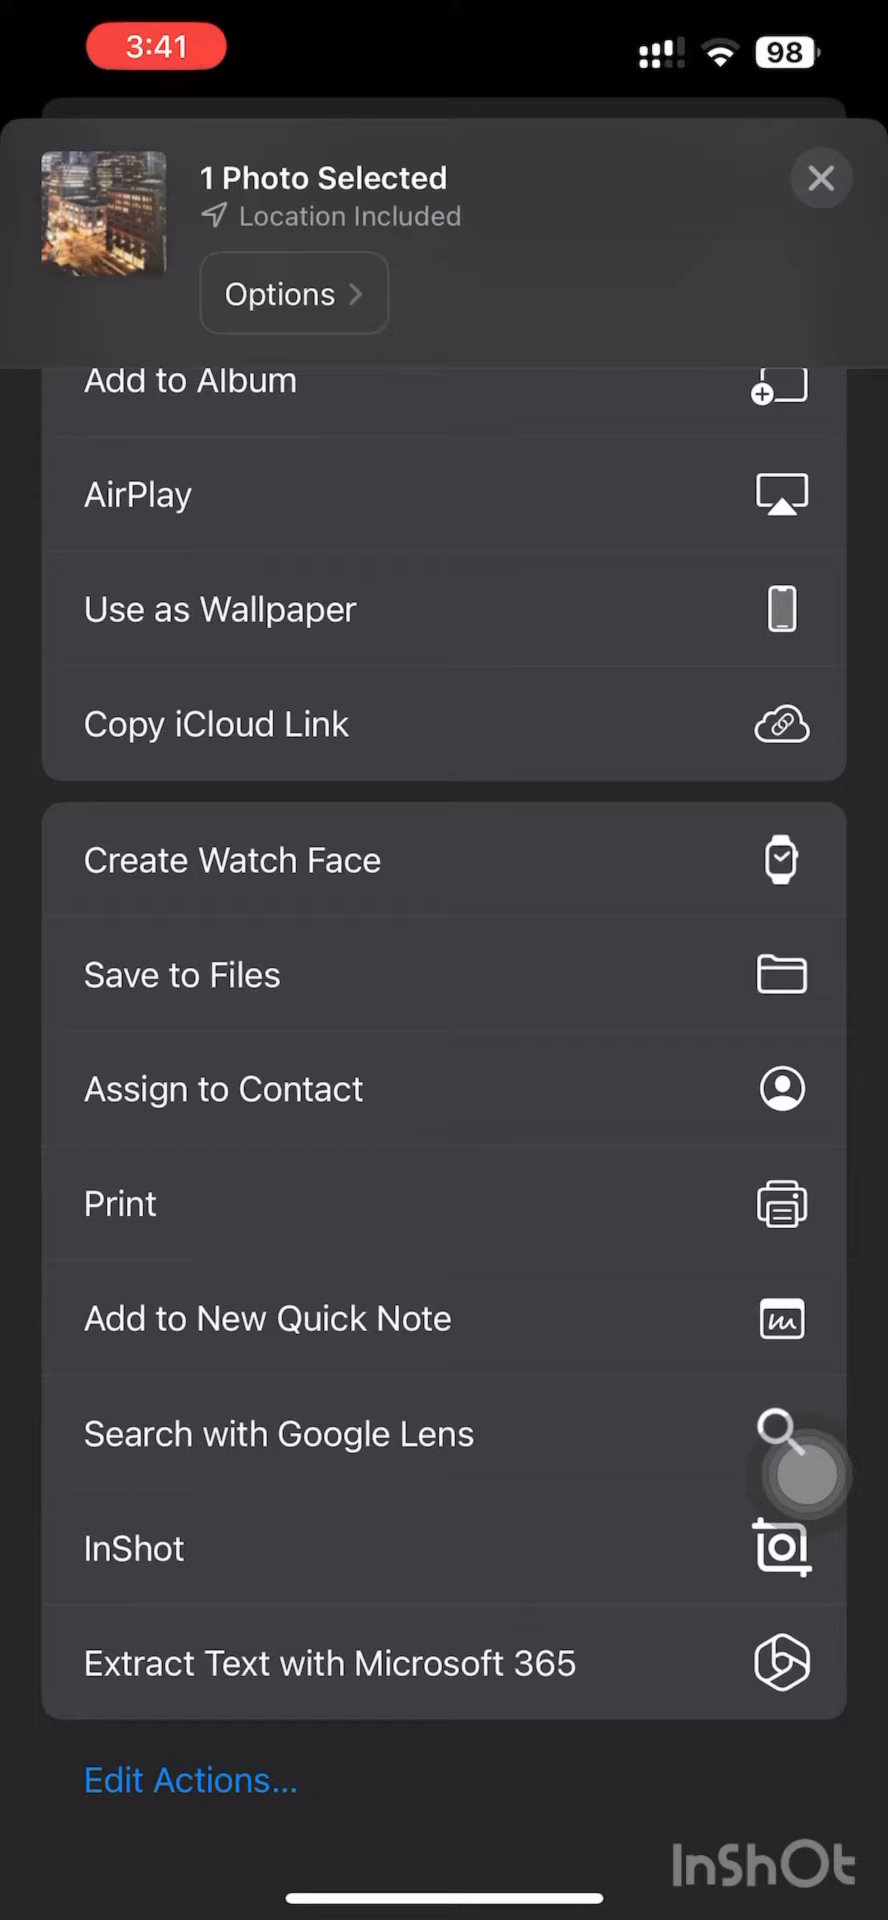 3:41
98
1 Photo Selected
Location Included
Options
Add to Album
AirPlay
Use as Wallpaper
Copy iCloud Link
Create Watch Face
Save to Files
Assign to Contact
Print
Add to New Quick Note
Search with Google Lens
InShot
Extract Text with Microsoft 365
Edit Actions...
InShOt